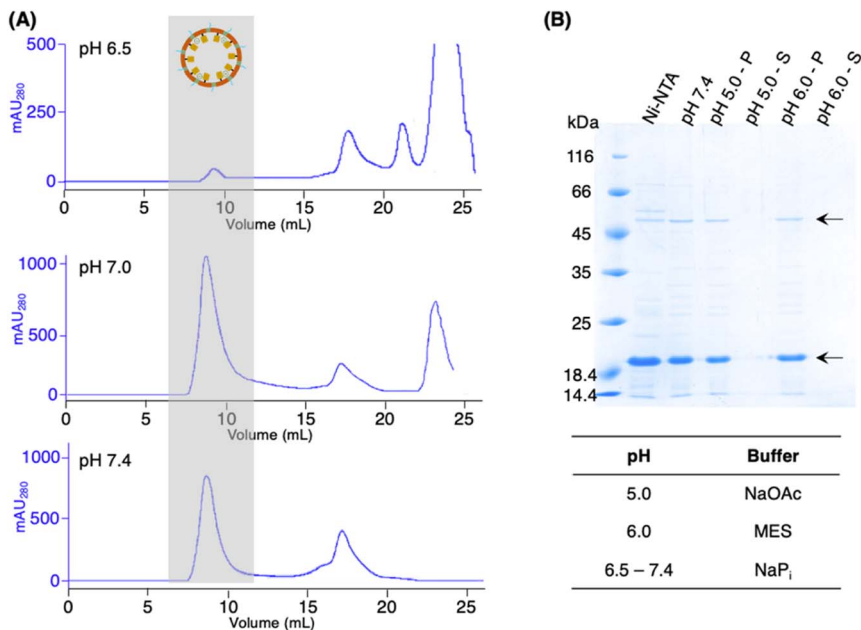 (A)
pH 6.5
500
250
0
mAU280
0 5 10 15 20 25
Volume (mL)
pH 7.0
1000
500
0
mAU280
0 5 10 15 20 25
Volume (mL)
pH 7.4
1000
500
0
mAU280
0 5 10 15 20 25
Volume (mL)
(B)
Ni-NTA
pH 7.4
pH 5.0 - P
pH 5.0 - S
pH 6.0 - P
pH 6.0 - S
kDa
116
66
45
35
25
18.4
14.4
pH Buffer
5.0 NaOAc
6.0 MES
6.5 – 7.4 NaPi